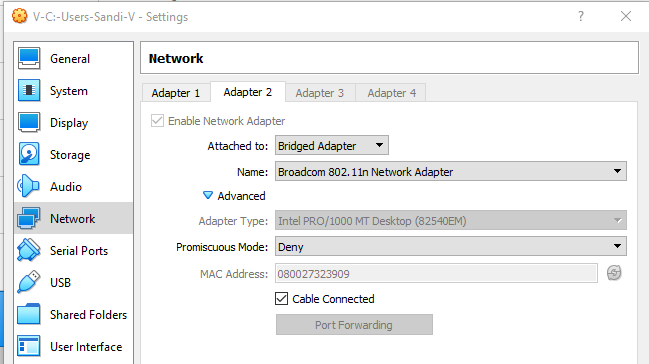 V-C:-Users-Sandi-V - Settings
?
General
System
Display
Storage
Audio
Network
Serial Ports
USB
Shared Folders
User Interface
Network
Adapter 1 Adapter 2 Adapter 3 Adapter 4
Enable Network Adapter
Attached to: Bridged Adapter
Name: Broadcom 802.11n Network Adapter
Advanced
Adapter Type: Intel PRO/1000 MT Desktop (82540EM)
Promiscuous Mode: Deny
MAC Address: 080027323909
Cable Connected
Port Forwarding